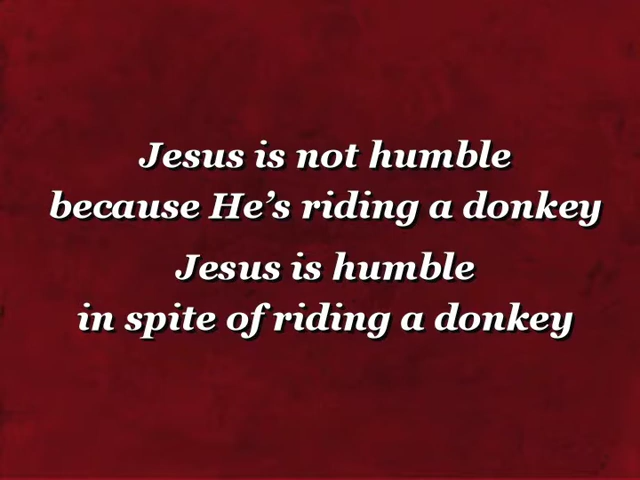 Jesus is not humble
because He’s riding a donkey
Jesus is humble
in spite of riding a donkey